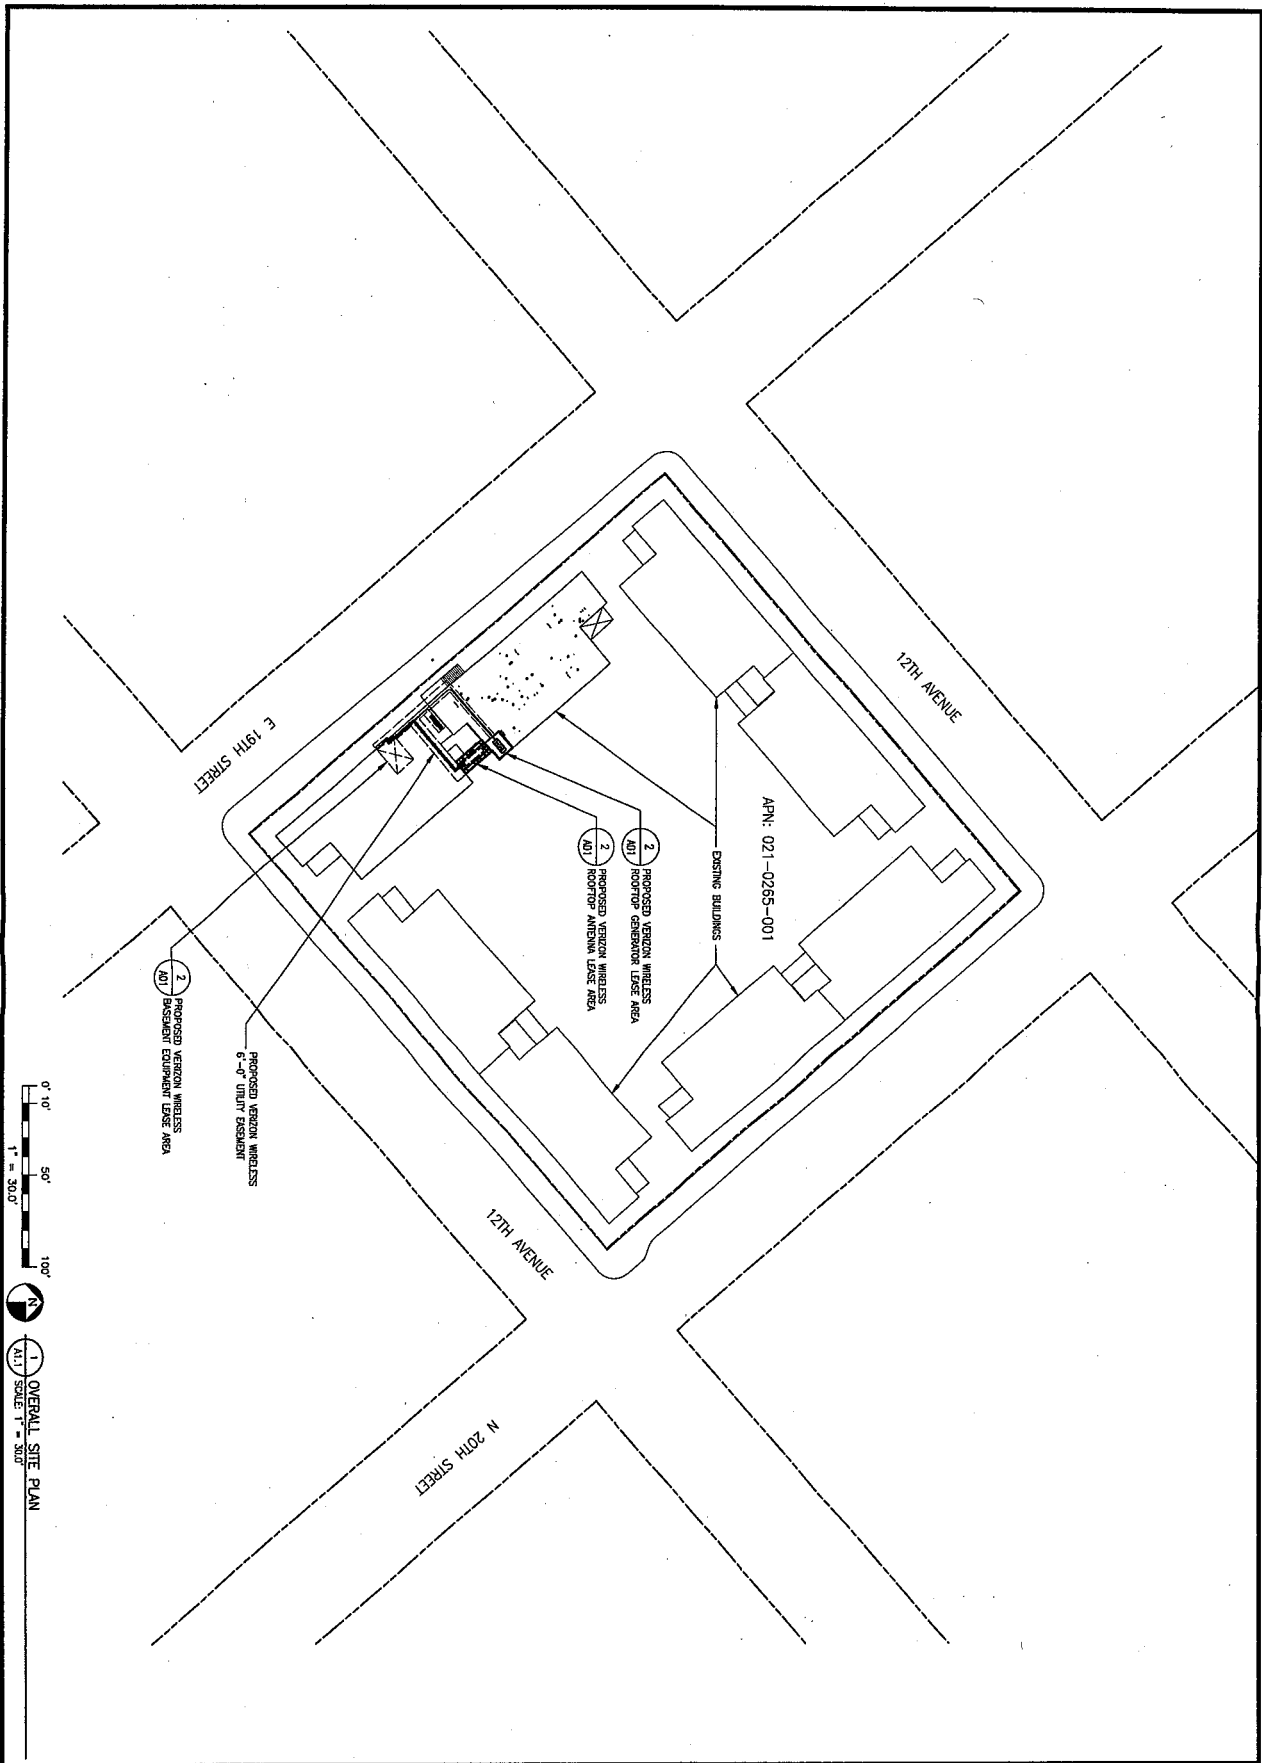 12TH AVENUE
APN: 021-0265-001
EXISTING BUILDINGS
2
A01
PROPOSED VERIZON WIRELESS
ROOFTOP GENERATOR LEASE AREA
2
A01
PROPOSED VERIZON WIRELESS
ROOFTOP ANTENNA LEASE AREA
E 19TH STREET
PROPOSED VERIZON WIRELESS
6'-0" UTILITY EASEMENT
2
A01
PROPOSED VERIZON WIRELESS
BASEMENT EQUIPMENT LEASE AREA
12TH AVENUE
N 20TH STREET
0' 10' 50' 100'
1" = 30.0'
N
1
A1.1
OVERALL SITE PLAN
SCALE: 1" = 30.0'